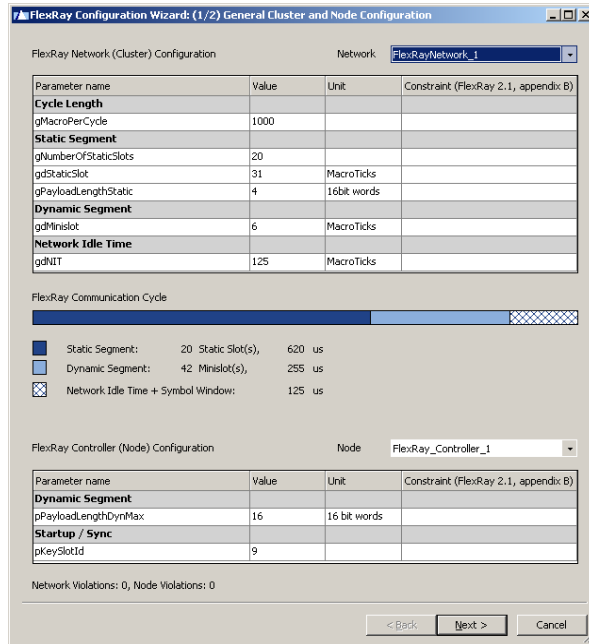 FlexRay Configuration Wizard: (1/2) General Cluster and Node Configuration
FlexRay Network (Cluster) Configuration Network FlexRayNetwork_1
Parameter name Value Unit Constraint (FlexRay 2.1, appendix B)
Cycle Length
gMacroPerCycle 1000
Static Segment
gNumberOfStaticSlots 20
gdStaticSlot 31 MacroTicks
gPayloadLengthStatic 4 16bit words
Dynamic Segment
gdMinislot 6 MacroTicks
Network Idle Time
gdNIT 125 MacroTicks
FlexRay Communication Cycle
Static Segment: 20 Static Slot(s), 620 us
Dynamic Segment: 42 Minislot(s), 255 us
Network Idle Time + Symbol Window: 125 us
FlexRay Controller (Node) Configuration Node FlexRay_Controller_1
Parameter name Value Unit Constraint (FlexRay 2.1, appendix B)
Dynamic Segment
pPayloadLengthDynMax 16 16 bit words
Startup / Sync
pKeySlotId 9
Network Violations: 0, Node Violations: 0
< Back Next > Cancel